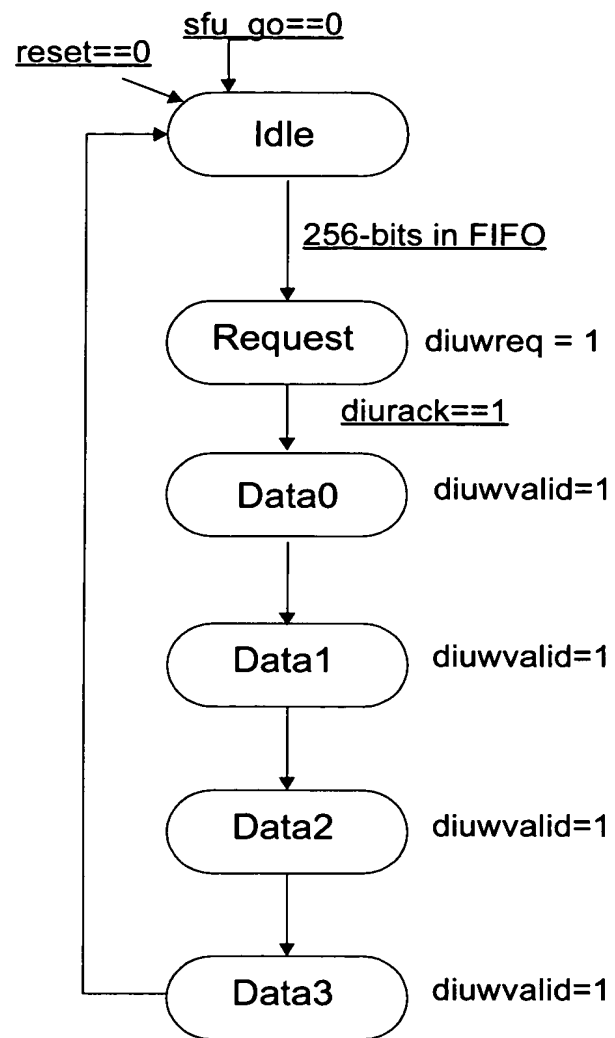 sfu_go==0
reset==0
Idle
256-bits in FIFO
Request
diuwreq = 1
diurack==1
Data0
diuwvalid=1
Data1
diuwvalid=1
Data2
diuwvalid=1
Data3
diuwvalid=1